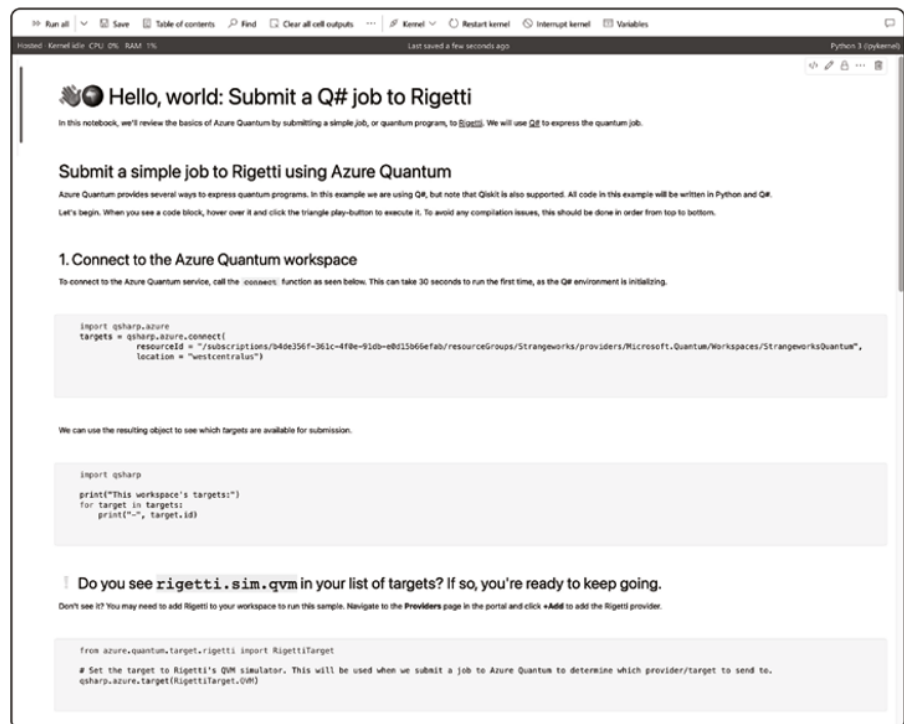 Run all Save Table of contents Find Clear all cell outputs ··· Kernel Restart kernel Interrupt kernel Variables
Hosted · Kernel idle CPU 0% RAM 1% Last saved a few seconds ago Python 3 (ipykernel)
👋🌍 Hello, world: Submit a Q# job to Rigetti
In this notebook, we'll review the basics of Azure Quantum by submitting a simple job, or quantum program, to Rigetti. We will use Q# to express the quantum job.
Submit a simple job to Rigetti using Azure Quantum
Azure Quantum provides several ways to express quantum programs. In this example we are using Q#, but note that Qiskit is also supported. All code in this example will be written in Python and Q#.
Let's begin. When you see a code block, hover over it and click the triangle play-button to execute it. To avoid any compilation issues, this should be done in order from top to bottom.
1. Connect to the Azure Quantum workspace
To connect to the Azure Quantum service, call the connect function as seen below. This can take 30 seconds to run the first time, as the Q# environment is initializing.
import qsharp.azure
targets = qsharp.azure.connect(
resourceId = "/subscriptions/b4de356f-361c-4f0e-91db-e0d15b66efab/resourceGroups/Strangeworks/providers/Microsoft.Quantum/Workspaces/StrangeworksQuantum",
location = "westcentralus")
We can use the resulting object to see which targets are available for submission.
import qsharp
print("This workspace's targets:")
for target in targets:
print("-", target.id)
❕ Do you see rigetti.sim.qvm in your list of targets? If so, you're ready to keep going.
Don't see it? You may need to add Rigetti to your workspace to run this sample. Navigate to the Providers page in the portal and click +Add to add the Rigetti provider.
from azure.quantum.target.rigetti import RigettiTarget
# Set the target to Rigetti's QVM simulator. This will be used when we submit a job to Azure Quantum to determine which provider/target to send to.
qsharp.azure.target(RigettiTarget.QVM)